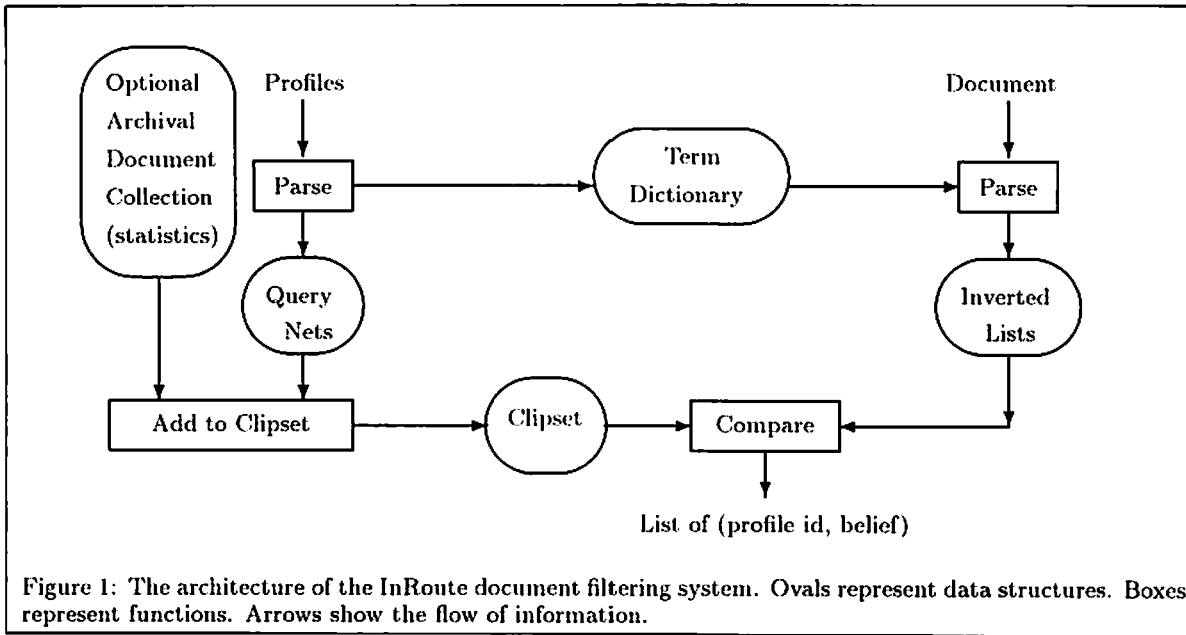 Optional
Archival
Document
Collection
(statistics)
Profiles
Parse
Query
Nets
Add to Clipset
Term
Dictionary
Clipset
Document
Parse
Inverted
Lists
Compare
List of (profile id, belief)
Figure 1: The architecture of the InRoute document filtering system. Ovals represent data structures. Boxes
represent functions. Arrows show the flow of information.